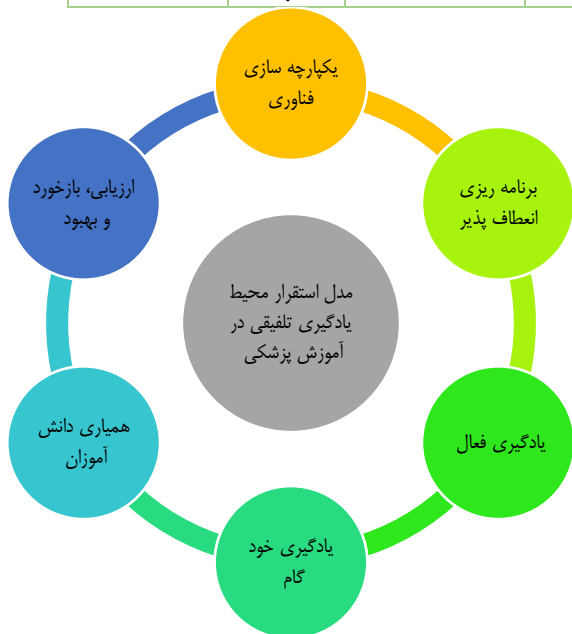 یکپارچه سازی
فناوری
برنامه ریزی
انعطاف پذیر
یادگیری فعال
یادگیری خود
گام
همیاری دانش
آموزان
ارزیابی، بازخورد
و بهبود
مدل استقرار محیط
یادگیری تلفیقی در
آموزش پزشکی